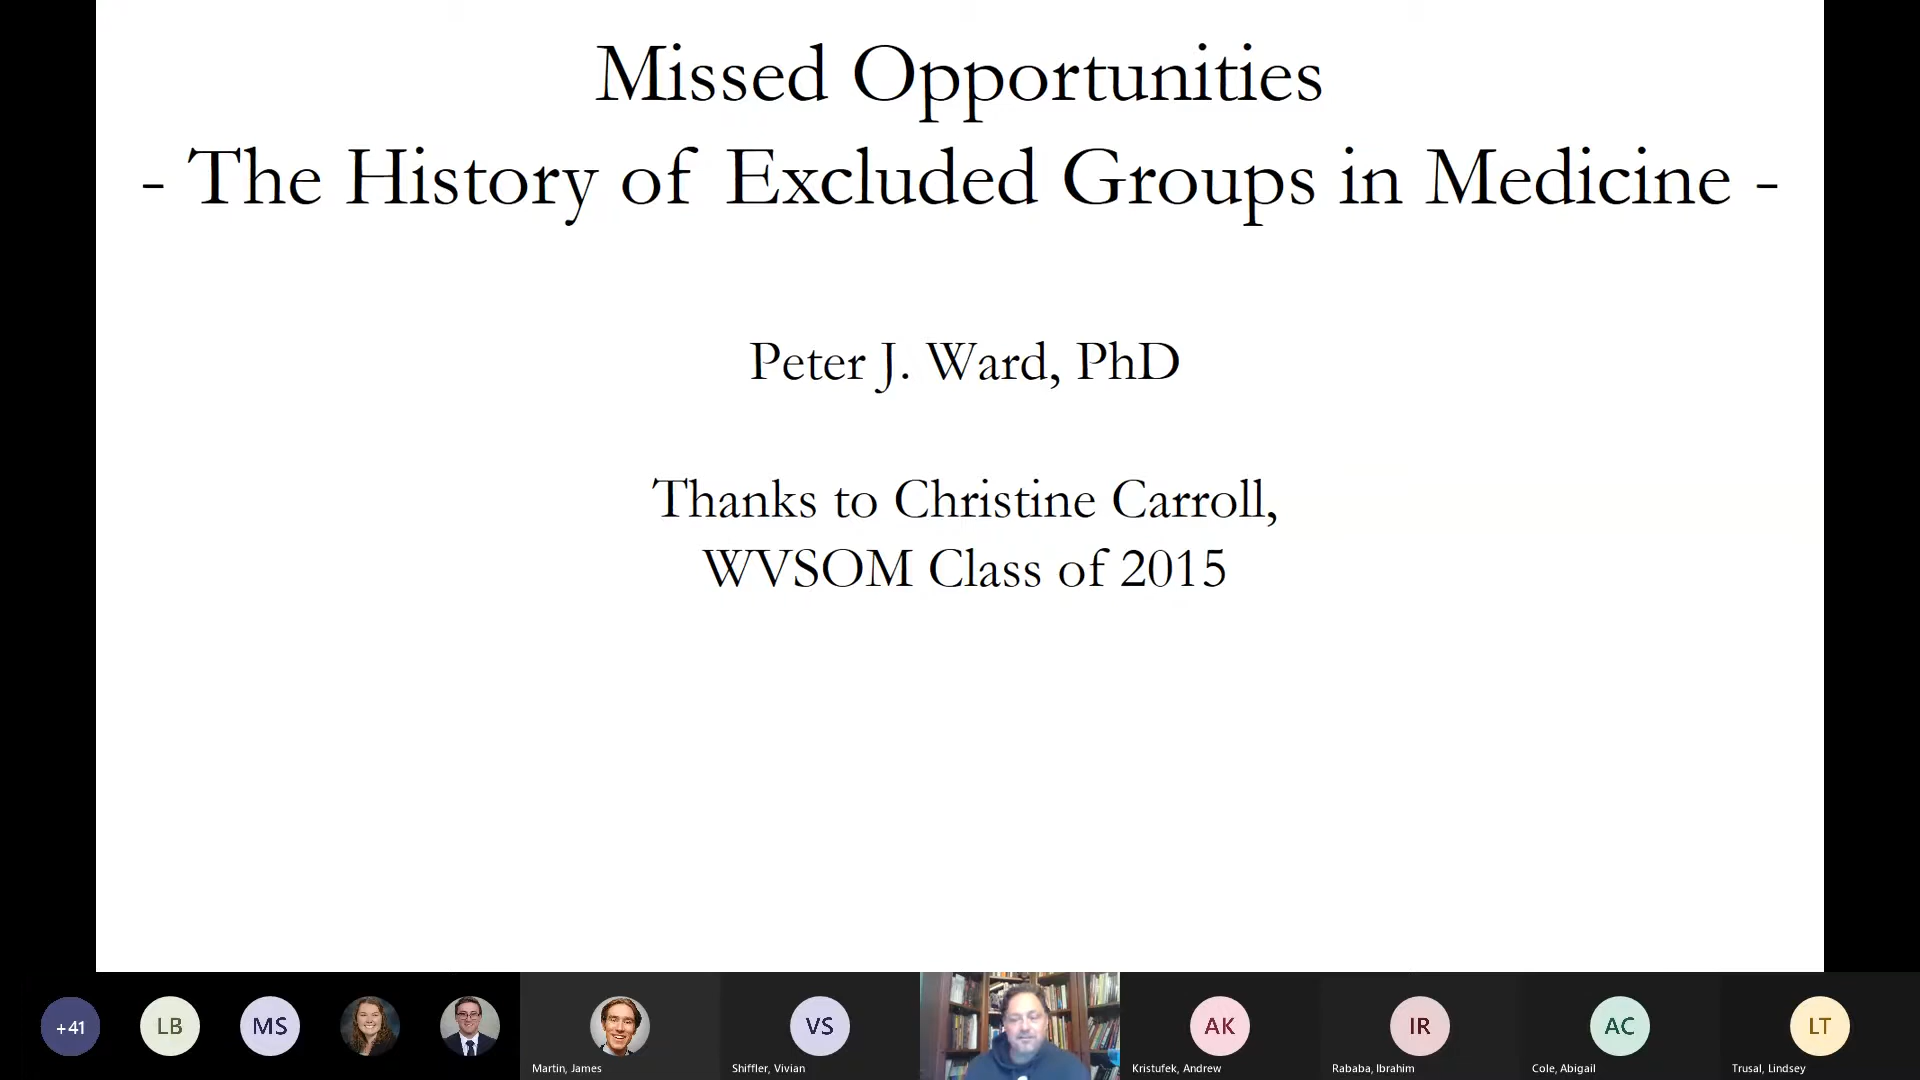 Missed Opportunities
- The History of Excluded Groups in Medicine -
Peter J. Ward, PhD
Thanks to Christine Carroll,
WVSOM Class of 2015
+41
LB
MS
VS
AK
IR
AC
LT
Martin, James
Shiffler, Vivian
Kristufek, Andrew
Rababa, Ibrahim
Cole, Abigail
Trusal, Lindsey